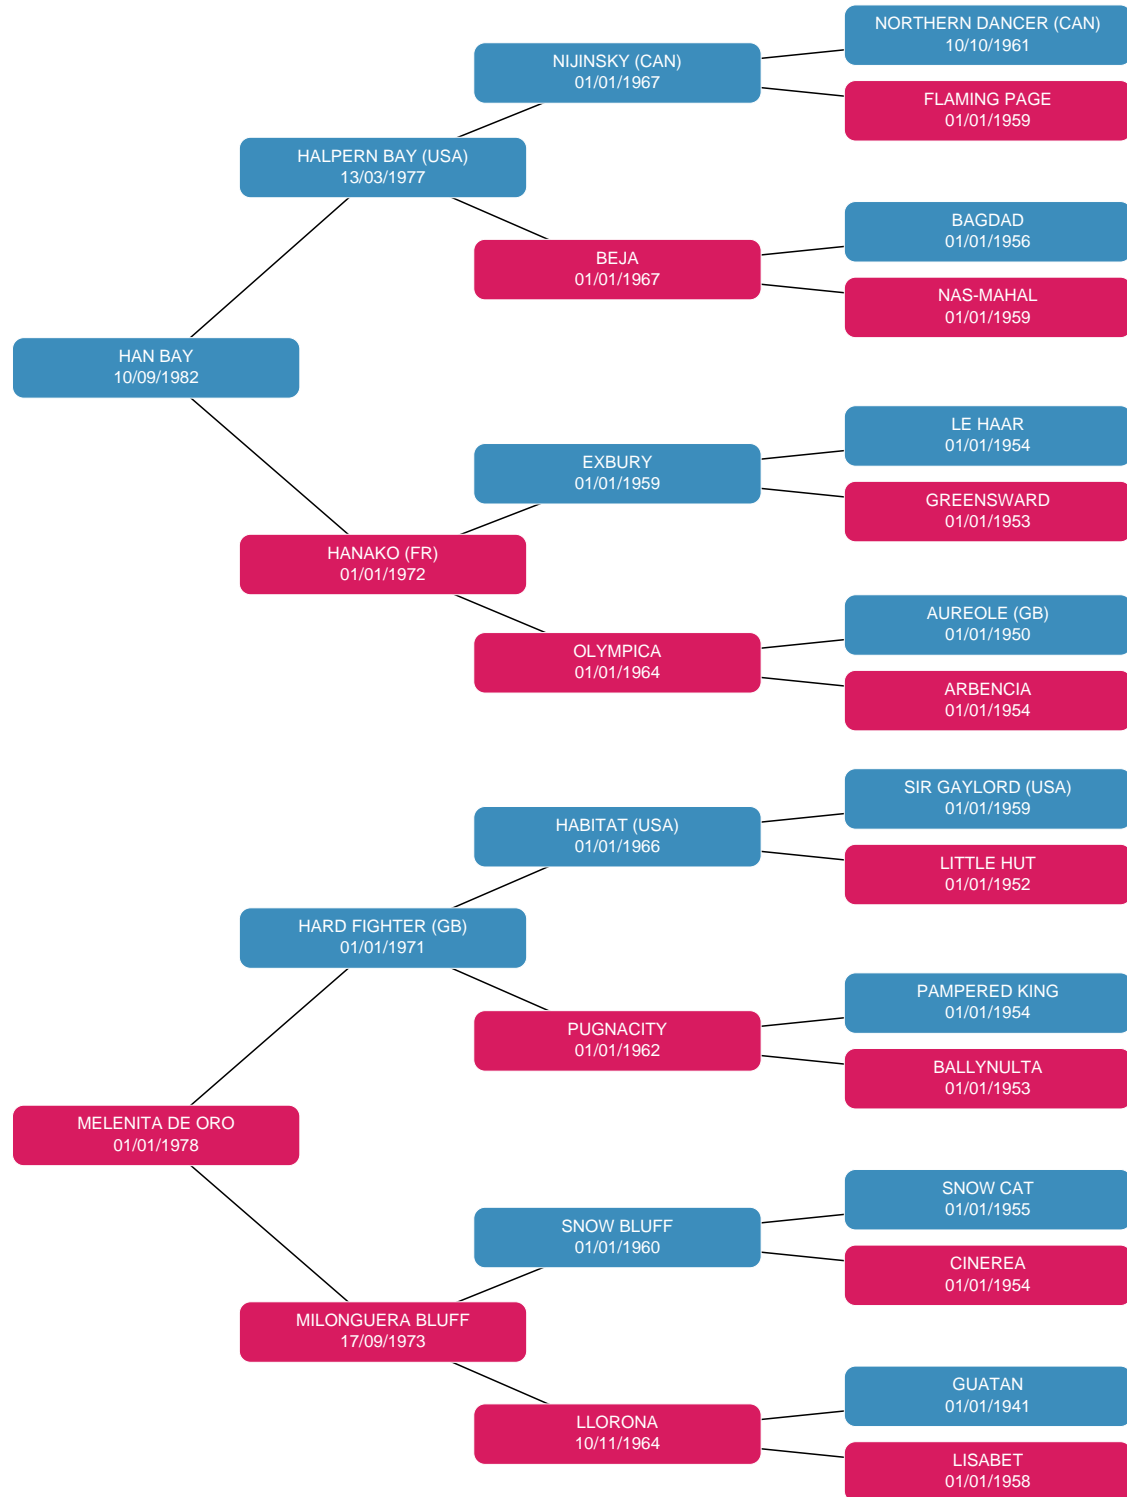 NORTHERN DANCER (CAN)
10/10/1961
NIJINSKY (CAN)
01/01/1967
FLAMING PAGE
01/01/1959
HALPERN BAY (USA)
13/03/1977
BAGDAD
01/01/1956
BEJA
01/01/1967
NAS-MAHAL
01/01/1959
HAN BAY
10/09/1982
LE HAAR
01/01/1954
EXBURY
01/01/1959
GREENSWARD
01/01/1953
HANAKO (FR)
01/01/1972
AUREOLE (GB)
01/01/1950
OLYMPICA
01/01/1964
ARBENCIA
01/01/1954
SIR GAYLORD (USA)
01/01/1959
HABITAT (USA)
01/01/1966
LITTLE HUT
01/01/1952
HARD FIGHTER (GB)
01/01/1971
PAMPERED KING
01/01/1954
PUGNACITY
01/01/1962
BALLYNULTA
01/01/1953
MELENITA DE ORO
01/01/1978
SNOW CAT
01/01/1955
SNOW BLUFF
01/01/1960
CINEREA
01/01/1954
MILONGUERA BLUFF
17/09/1973
GUATAN
01/01/1941
LLORONA
10/11/1964
LISABET
01/01/1958